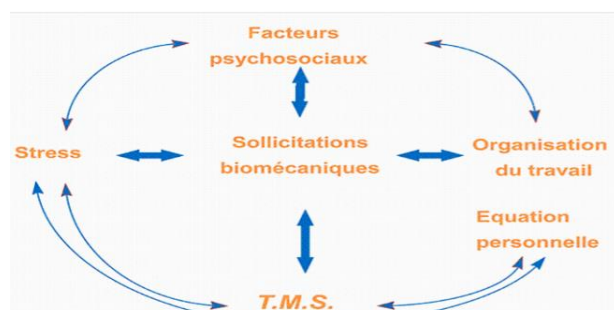 Facteurs
psychosociaux
Stress
Sollicitations
biomécaniques
Organisation
du travail
Equation
personnelle
T.M.S.